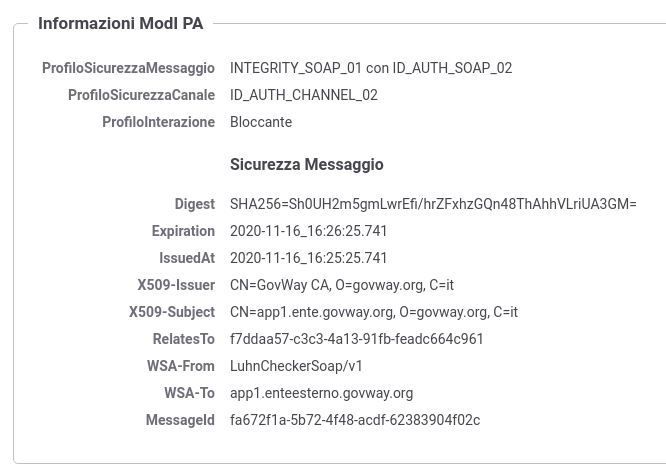 Informazioni ModI PA
ProfiloSicurezzaMessaggio INTEGRITY_SOAP_01 con ID_AUTH_SOAP_02
ProfiloSicurezzaCanale ID_AUTH_CHANNEL_02
ProfiloInterazione Bloccante
Sicurezza Messaggio
Digest SHA256=Sh0UH2m5gmLwrEfi/hrZFxhzGQn48ThAhhVLriUA3GM=
Expiration 2020-11-16_16:26:25.741
IssuedAt 2020-11-16_16:25:25.741
X509-Issuer CN=GovWay CA, O=govway.org, C=it
X509-Subject CN=app1.ente.govway.org, O=govway.org, C=it
RelatesTo f7ddaa57-c3c3-4a13-91fb-feadc664c961
WSA-From LuhnCheckerSoap/v1
WSA-To app1.enteesterno.govway.org
MessageId fa672f1a-5b72-4f48-acdf-62383904f02c